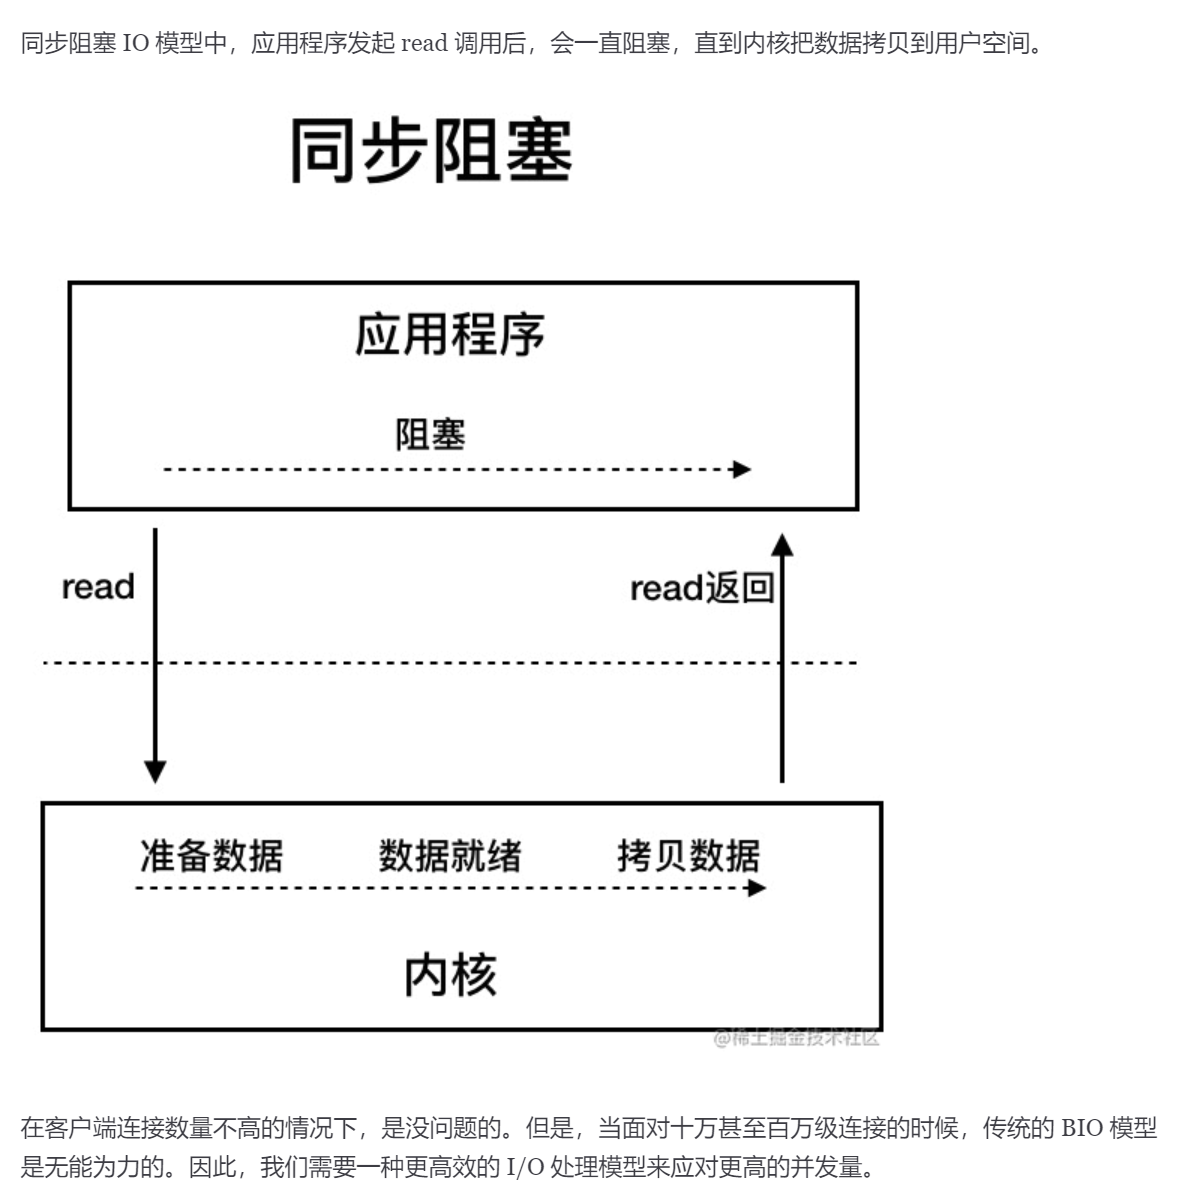 同步阻塞 IO 模型中，应用程序发起 read 调用后，会一直阻塞，直到内核把数据拷贝到用户空间。
同步阻塞
应用程序
阻塞
read
read返回
准备数据 数据就绪 拷贝数据
内核
@稀土掘金技术社区
在客户端连接数量不高的情况下，是没问题的。但是，当面对十万甚至百万级连接的时候，传统的 BIO 模型
是无能为力的。因此，我们需要一种更高效的 I/O 处理模型来应对更高的并发量。